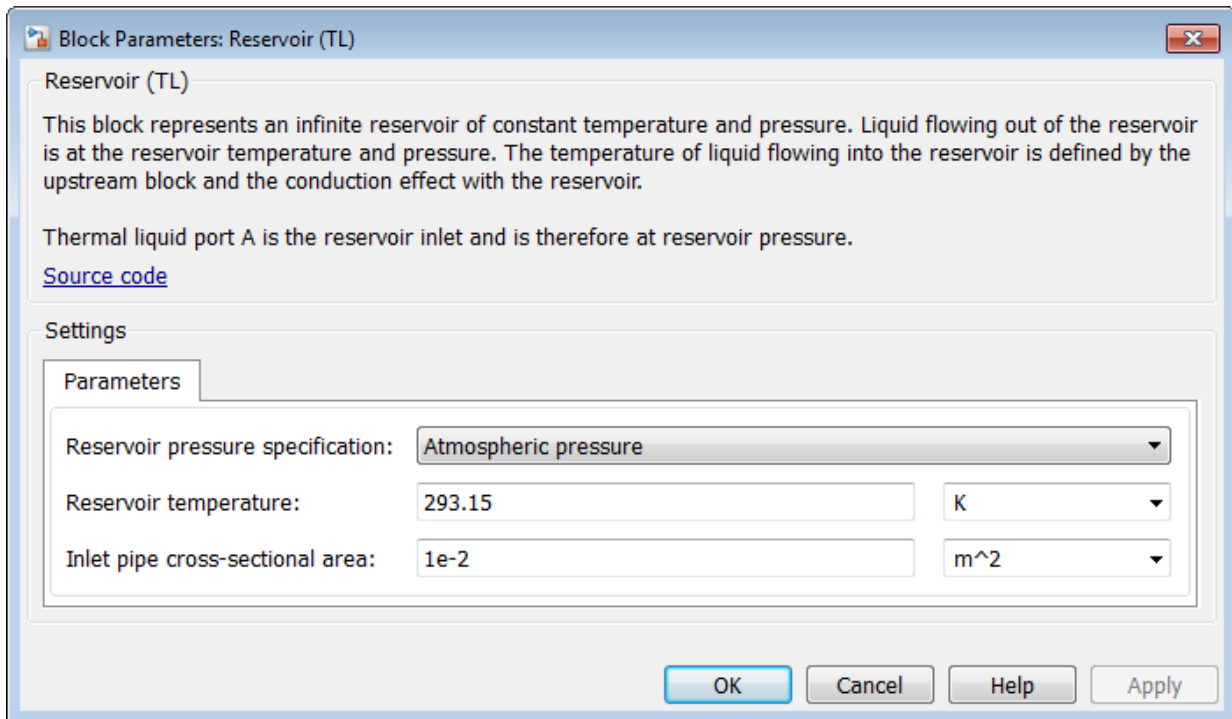 Block Parameters: Reservoir (TL)
Reservoir (TL)
This block represents an infinite reservoir of constant temperature and pressure. Liquid flowing out of the reservoir
is at the reservoir temperature and pressure. The temperature of liquid flowing into the reservoir is defined by the
upstream block and the conduction effect with the reservoir.
Thermal liquid port A is the reservoir inlet and is therefore at reservoir pressure.
Source code
Settings
Parameters
Reservoir pressure specification: Atmospheric pressure
Reservoir temperature: 293.15 K
Inlet pipe cross-sectional area: 1e-2 m^2
OK Cancel Help Apply